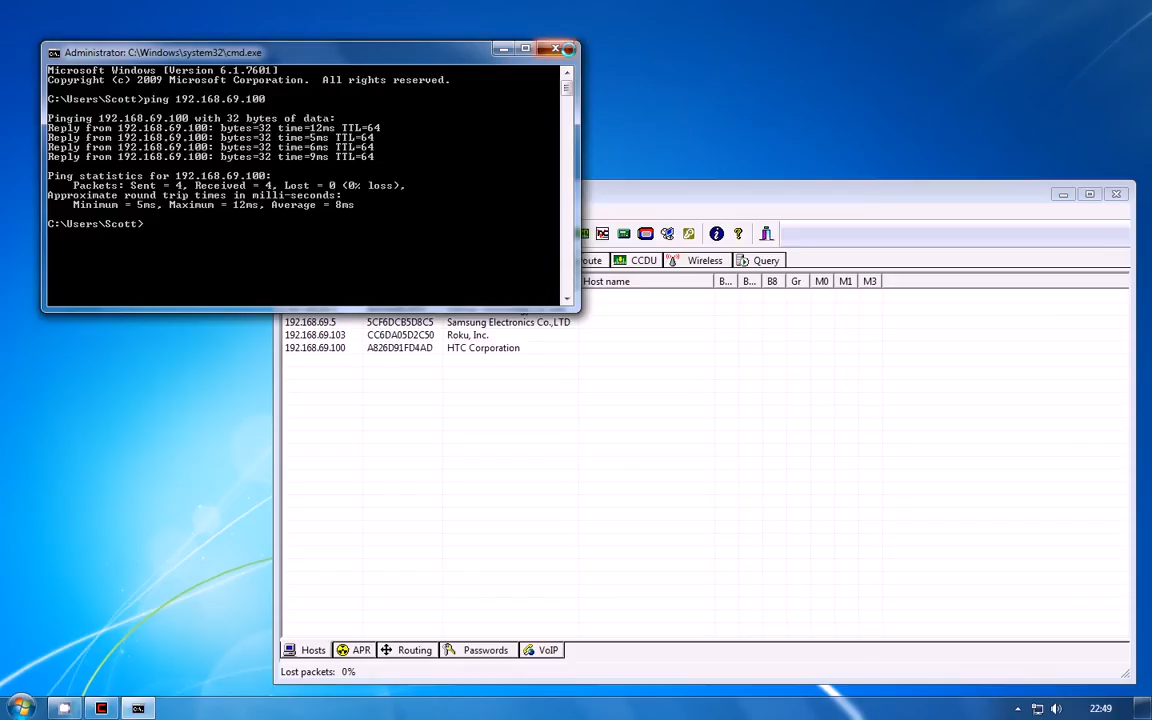 Administrator: C:\Windows\system32\cmd.exe
Microsoft Windows [Version 6.1.7601]
Copyright (c) 2009 Microsoft Corporation. All rights reserved.
C:\Users\Scott>ping 192.168.69.100
Pinging 192.168.69.100 with 32 bytes of data:
Reply from 192.168.69.100: bytes=32 time=12ms TTL=64
Reply from 192.168.69.100: bytes=32 time=5ms TTL=64
Reply from 192.168.69.100: bytes=32 time=6ms TTL=64
Reply from 192.168.69.100: bytes=32 time=9ms TTL=64
Ping statistics for 192.168.69.100:
Packets: Sent = 4, Received = 4, Lost = 0 (0% loss),
Approximate round trip times in milli-seconds:
Minimum = 5ms, Maximum = 12ms, Average = 8ms
C:\Users\Scott>
oute CCDU Wireless Query
Host name B... B... B8 Gr M0 M1 M3
192.168.69.5 5CF6DCB5D8C5 Samsung Electronics Co.,LTD
192.168.69.103 CC6DA05D2C50 Roku, Inc.
192.168.69.100 A826D91FD4AD HTC Corporation
Hosts APR Routing Passwords VoIP
Lost packets: 0%
22:49